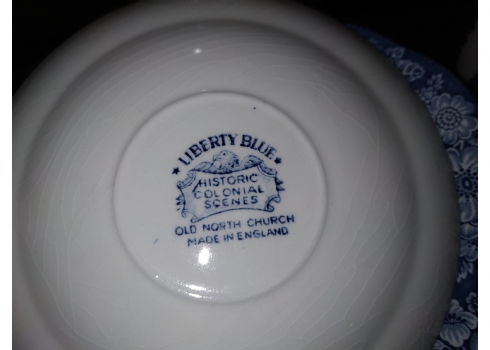 ★ LIBERTY BLUE ★
HISTORIC
COLONIAL
SCENES
OLD NORTH CHURCH
MADE IN ENGLAND